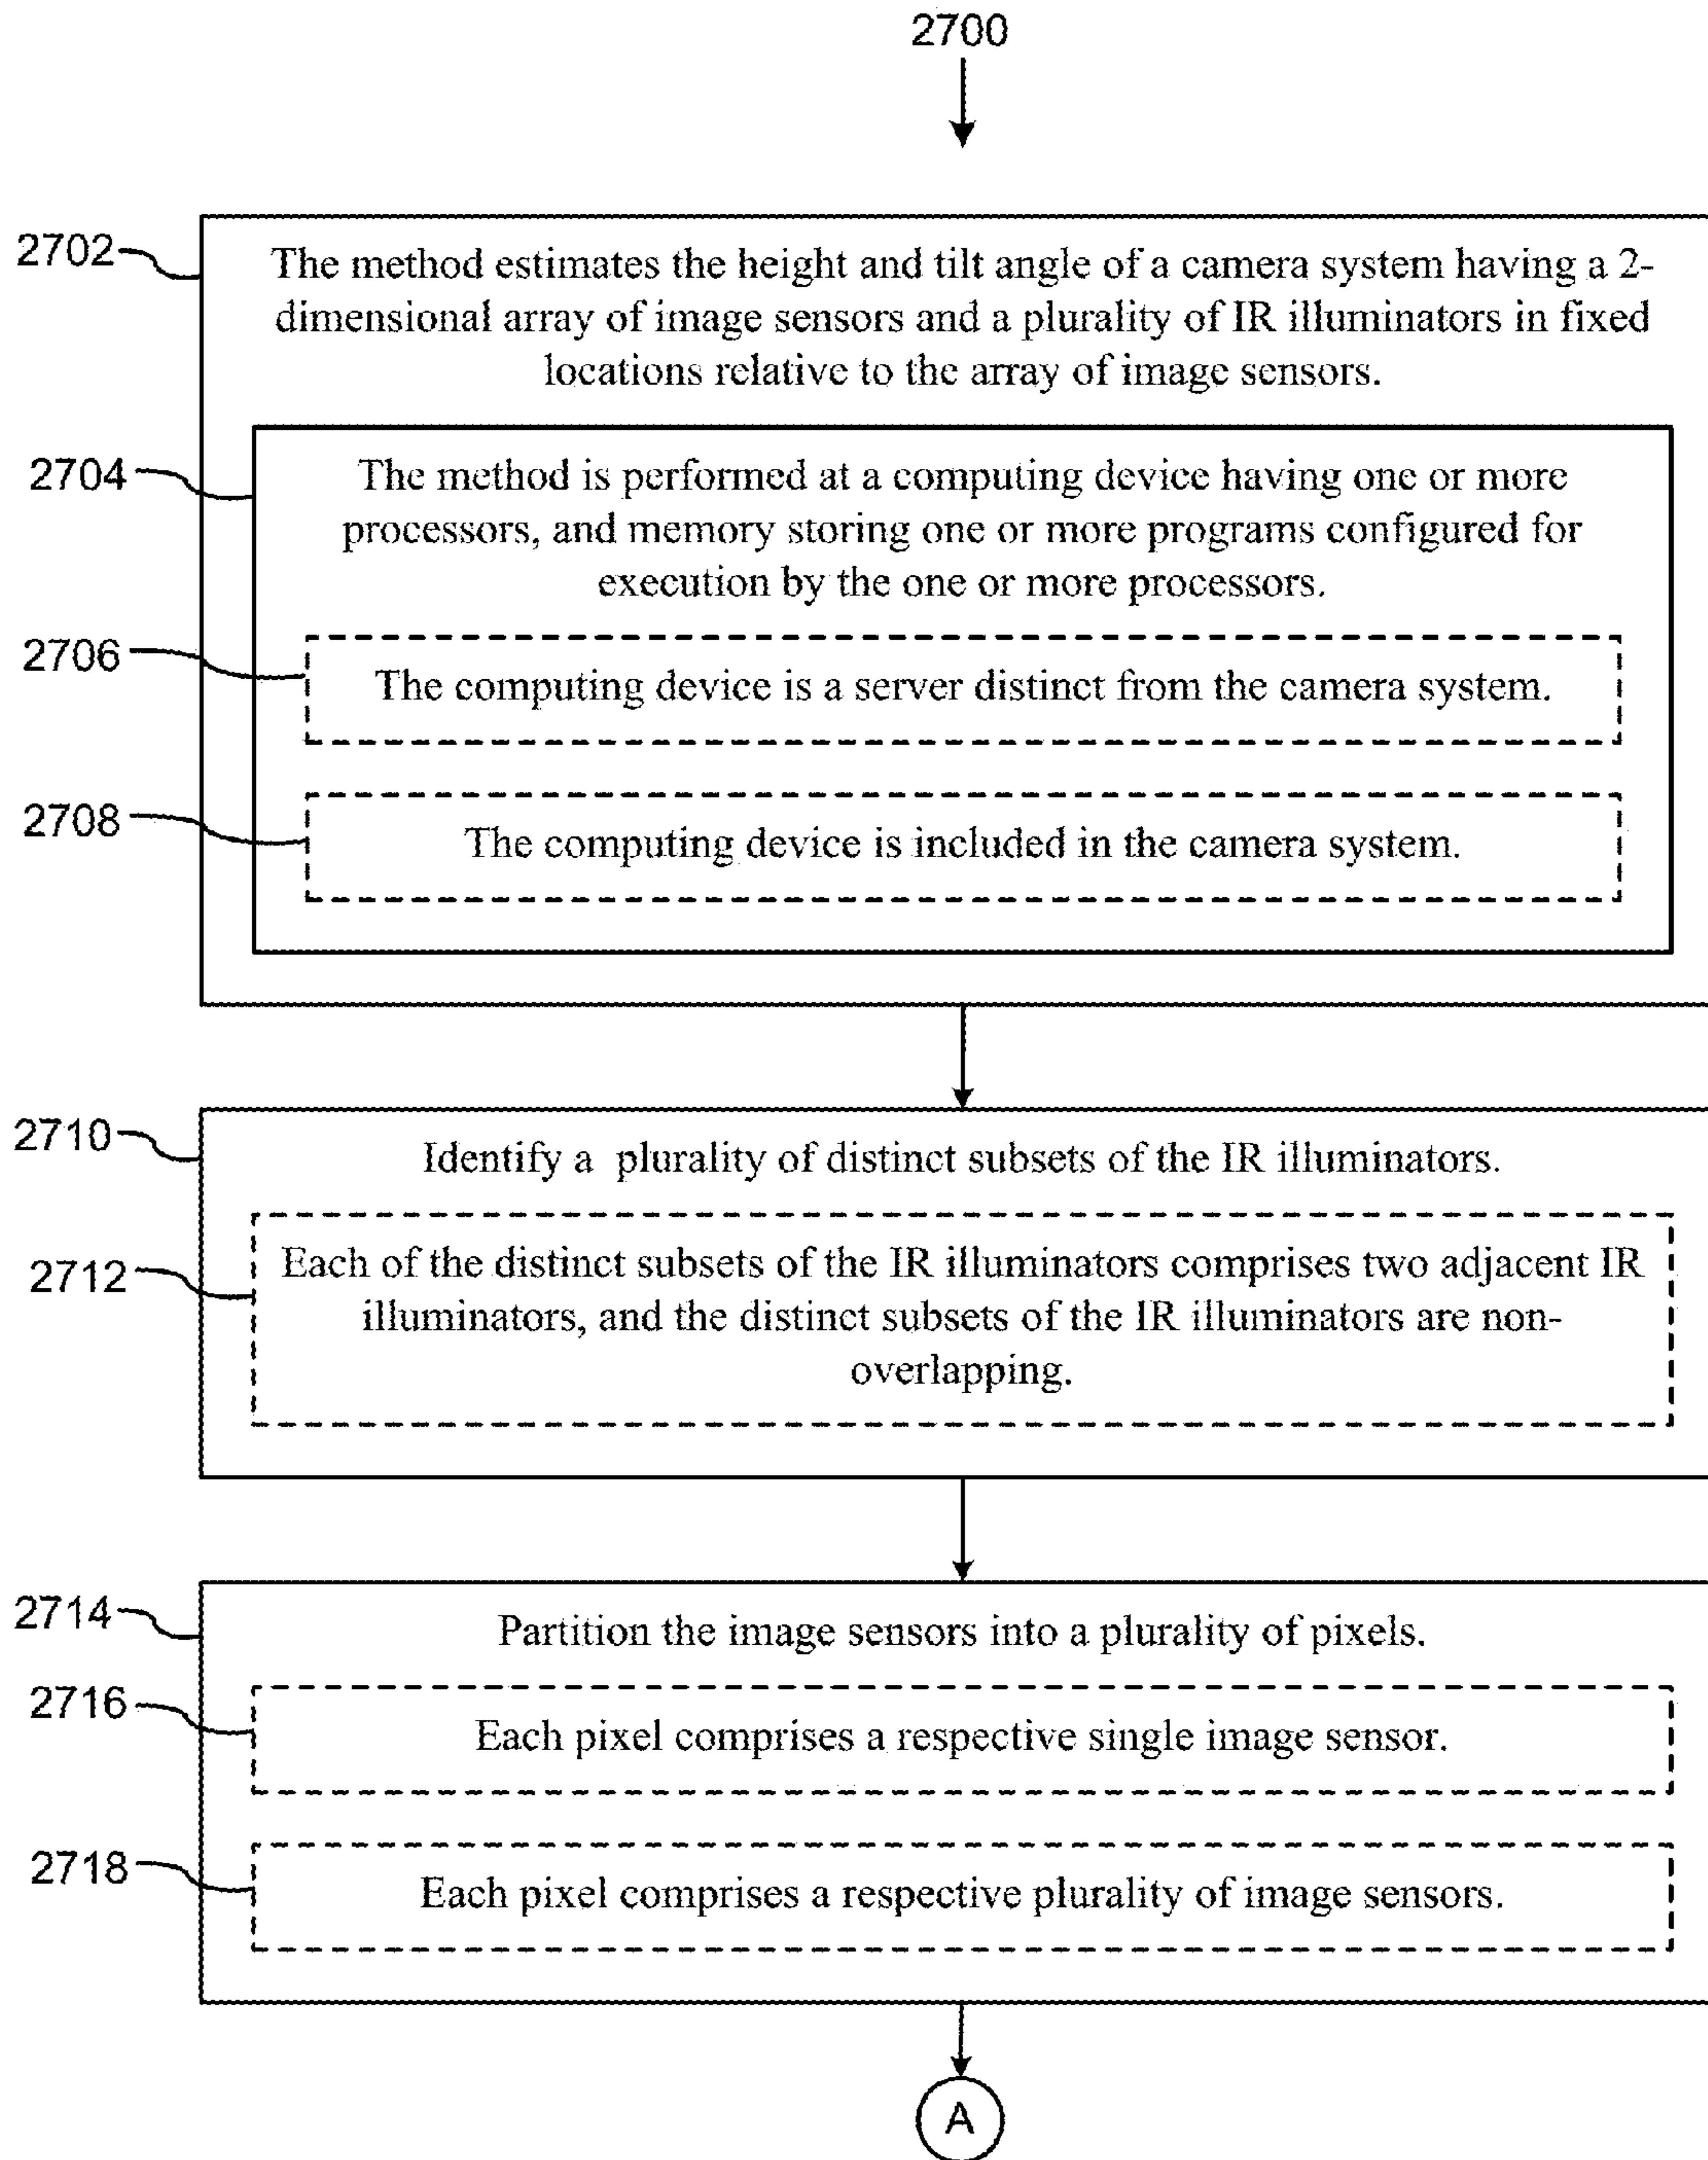 2700
2702
The method estimates the height and tilt angle of a camera system having a 2-
dimensional array of image sensors and a plurality of IR illuminators in fixed
locations relative to the array of image sensors.
2704
The method is performed at a computing device having one or more
processors, and memory storing one or more programs configured for
execution by the one or more processors.
2706
The computing device is a server distinct from the camera system.
2708
The computing device is included in the camera system.
2710
Identify a plurality of distinct subsets of the IR illuminators.
2712
Each of the distinct subsets of the IR illuminators comprises two adjacent IR
illuminators, and the distinct subsets of the IR illuminators are non-
overlapping.
2714
Partition the image sensors into a plurality of pixels.
2716
Each pixel comprises a respective single image sensor.
2718
Each pixel comprises a respective plurality of image sensors.
A